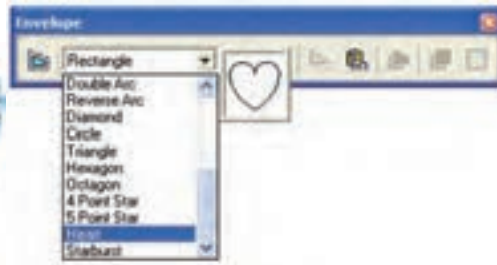 Envelope
Rectangle
Double Arc
Reverse Arc
Diamond
Circle
Triangle
Hexagon
Octagon
4 Point Star
5 Point Star
Heart
Starburst